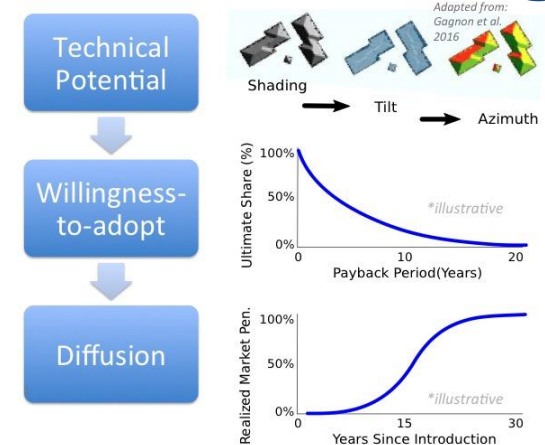 Technical
Potential
Adapted from:
Gagnon et al.
2016
Shading
Tilt
Azimuth
Willingness-
to-adopt
Ultimate Share (%)
100%
50%
0%
*illustrative
0
10
20
Payback Period(Years)
Diffusion
Realized Market Pen.
100%
50%
0%
*illustrative
0
15
30
Years Since Introduction